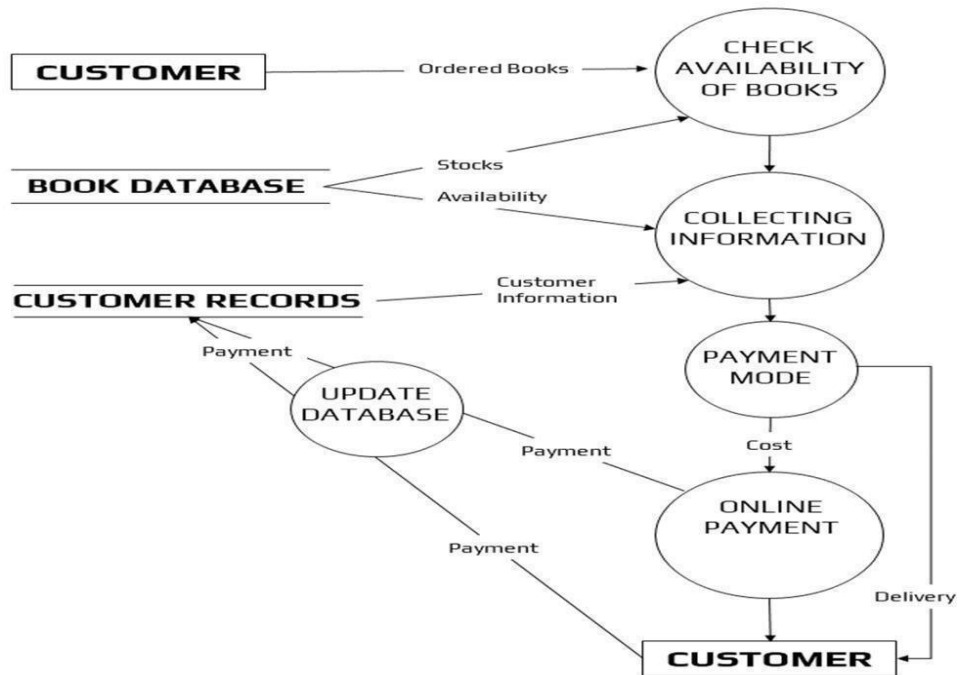 CUSTOMER
Ordered Books
CHECK
AVAILABILITY
OF BOOKS
BOOK DATABASE
Stocks
Availability
COLLECTING
INFORMATION
CUSTOMER RECORDS
Customer
Information
Payment
UPDATE
DATABASE
PAYMENT
MODE
Cost
Payment
ONLINE
PAYMENT
Payment
Delivery
CUSTOMER